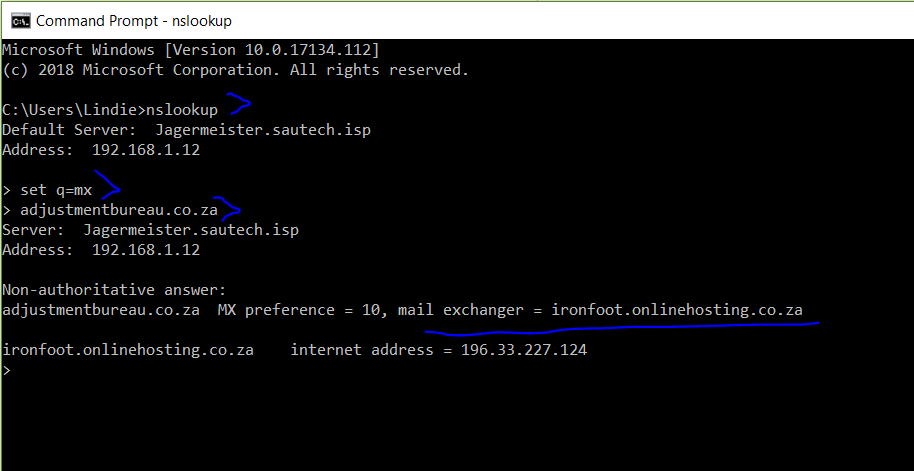 Command Prompt - nslookup
Microsoft Windows [Version 10.0.17134.112]
(c) 2018 Microsoft Corporation. All rights reserved.
C:\Users\Lindie>nslookup
Default Server:  Jagermeister.sautech.isp
Address:  192.168.1.12
> set q=mx
> adjustmentbureau.co.za
Server:  Jagermeister.sautech.isp
Address:  192.168.1.12
Non-authoritative answer:
adjustmentbureau.co.za  MX preference = 10, mail exchanger = ironfoot.onlinehosting.co.za
ironfoot.onlinehosting.co.za    internet address = 196.33.227.124
>